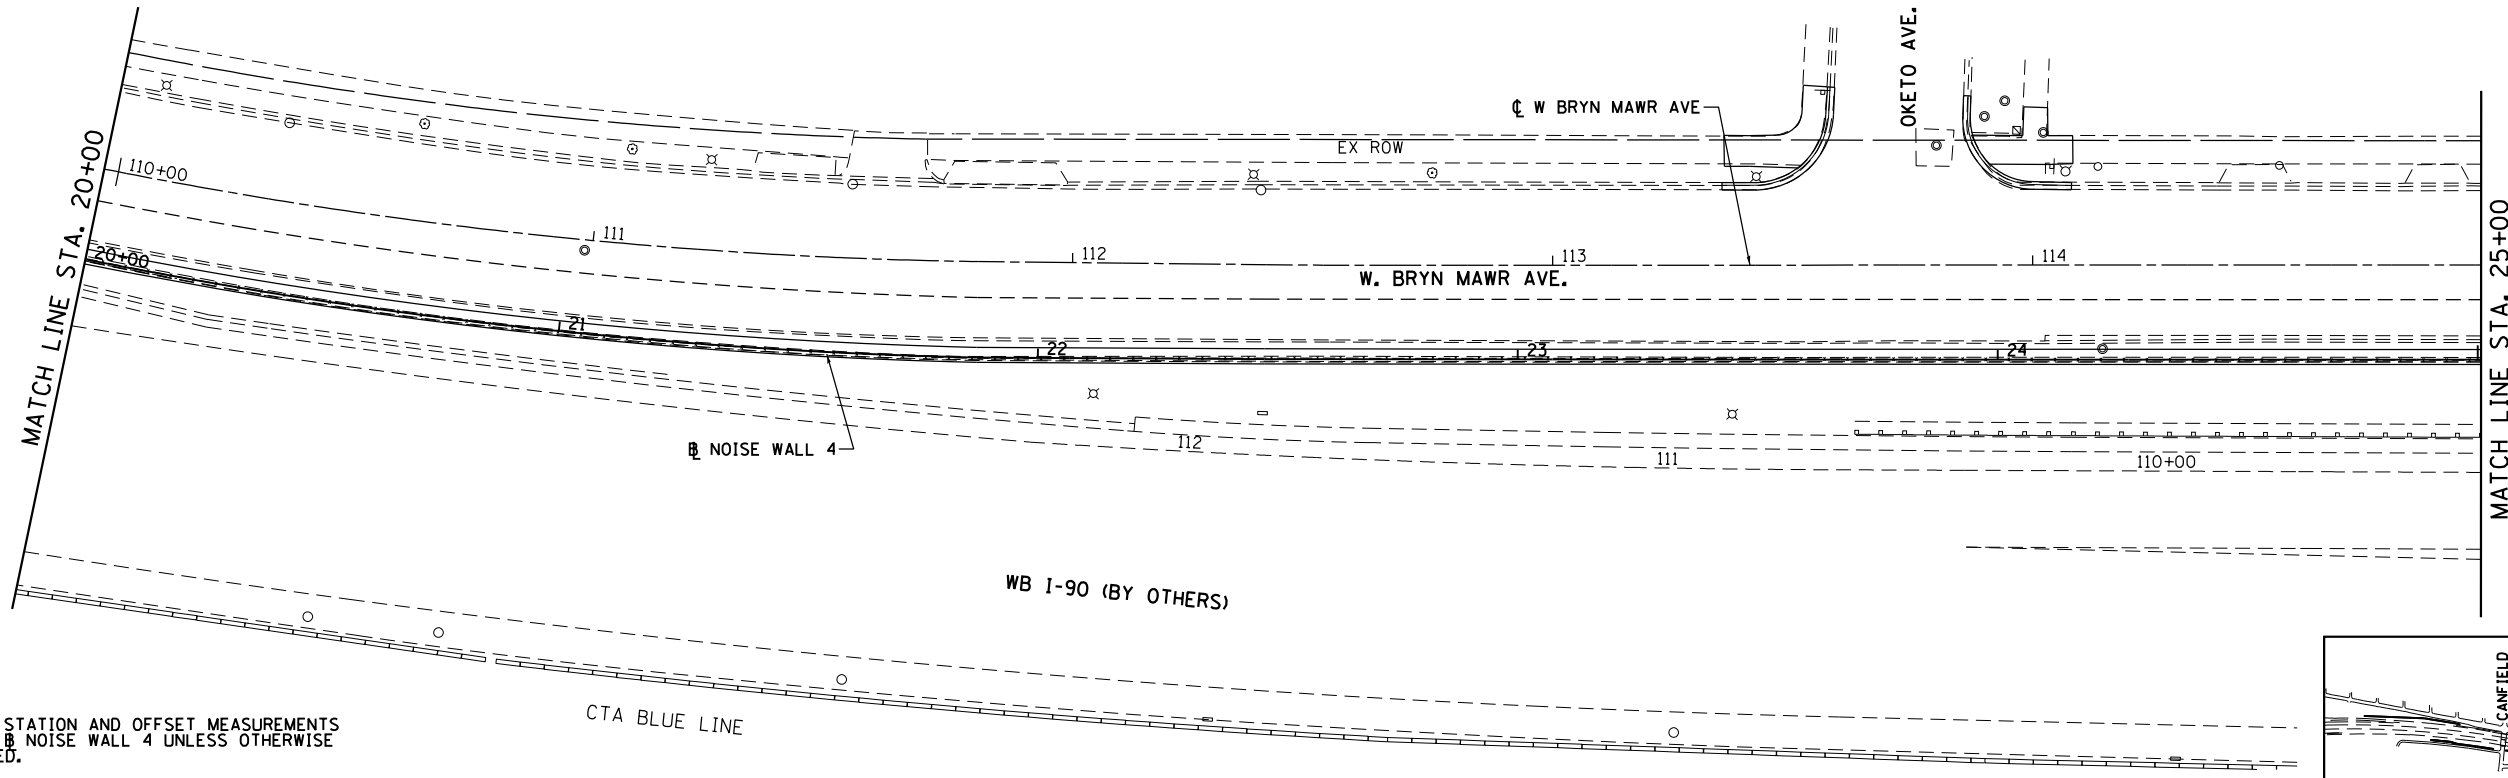 OKETO AVE.
℄ W BRYN MAWR AVE
EX ROW
MATCH LINE STA. 20+00
110+00
111
112
113
114
W. BRYN MAWR AVE.
20+00
21
22
23
24
MATCH LINE STA. 25+00
B̲L NOISE WALL 4
112
111
110+00
WB I-90 (BY OTHERS)
CTA BLUE LINE
STATION AND OFFSET MEASUREMENTS
BL NOISE WALL 4 UNLESS OTHERWISE
ED.
CANFIELD